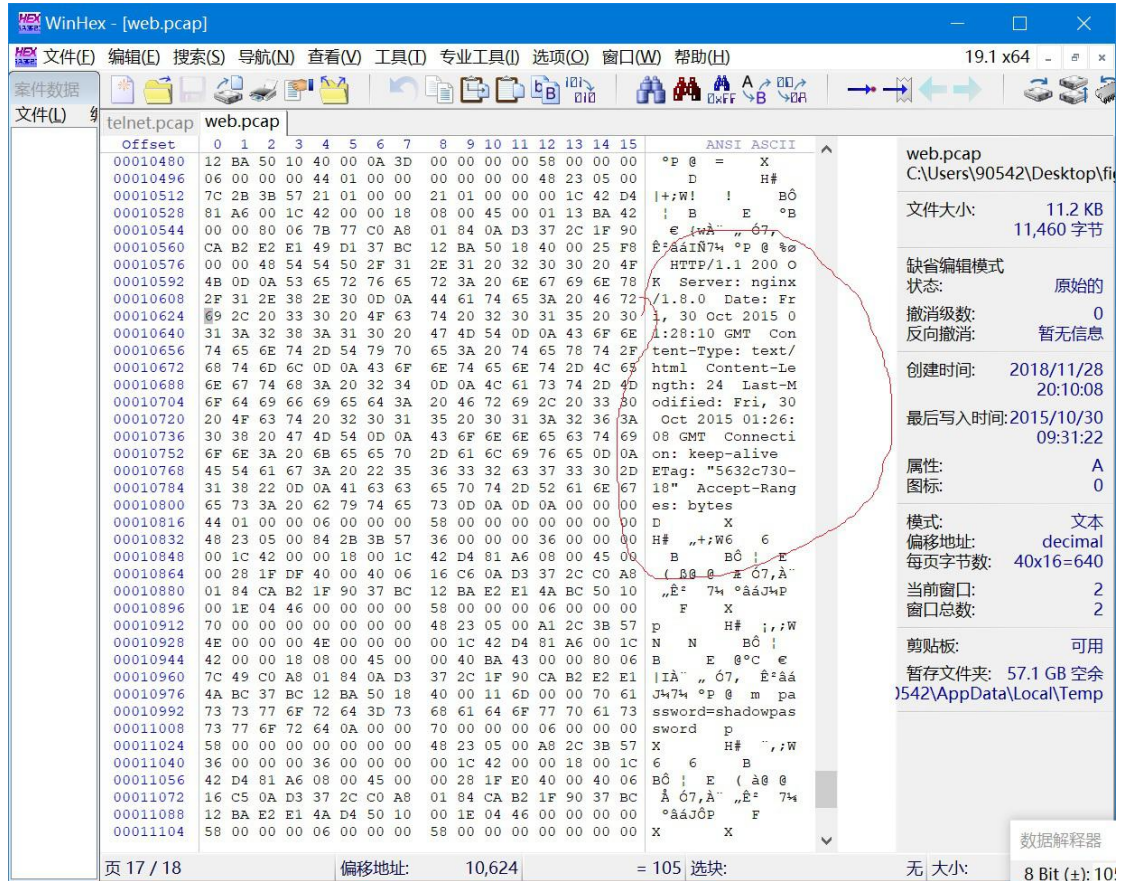 WinHex - [web.pcap]
文件(F) 编辑(E) 搜索(S) 导航(N) 查看(V) 工具(T) 专业工具(I) 选项(O) 窗口(W) 帮助(H) 19.1 x64
案件数据
文件(L)
telnet.pcap web.pcap
Offset 0 1 2 3 4 5 6 7 8 9 10 11 12 13 14 15 ANSI ASCII
00010480 12 BA 50 10 40 00 0A 3D 00 00 00 00 58 00 00 00 °P @ = X
00010496 06 00 00 00 44 01 00 00 00 00 00 00 48 23 05 00 D H#
00010512 7C 2B 3B 57 21 01 00 00 21 01 00 00 00 1C 42 D4 |+;W! ! BÔ
00010528 81 A6 00 1C 42 00 00 18 08 00 45 00 01 13 BA 42 ¦ B E °B
00010544 00 00 80 06 7B 77 C0 A8 01 84 0A D3 37 2C 1F 90 € {wÀ¨ „ Ó7,
00010560 CA B2 E2 E1 49 D1 37 BC 12 BA 50 18 40 00 25 F8 Ê²âáIÑ7¼ °P @ %ø
00010576 00 00 48 54 54 50 2F 31 2E 31 20 32 30 30 20 4F HTTP/1.1 200 O
00010592 4B 0D 0A 53 65 72 76 65 72 3A 20 6E 67 69 6E 78 K Server: nginx
00010608 2F 31 2E 38 2E 30 0D 0A 44 61 74 65 3A 20 46 72 /1.8.0 Date: Fr
00010624 69 2C 20 33 30 20 4F 63 74 20 32 30 31 35 20 30 i, 30 Oct 2015 0
00010640 31 3A 32 38 3A 31 30 20 47 4D 54 0D 0A 43 6F 6E 1:28:10 GMT Con
00010656 74 65 6E 74 2D 54 79 70 65 3A 20 74 65 78 74 2F tent-Type: text/
00010672 68 74 6D 6C 0D 0A 43 6F 6E 74 65 6E 74 2D 4C 65 html Content-Le
00010688 6E 67 74 68 3A 20 32 34 0D 0A 4C 61 73 74 2D 4D ngth: 24 Last-M
00010704 6F 64 69 66 69 65 64 3A 20 46 72 69 2C 20 33 30 odified: Fri, 30
00010720 20 4F 63 74 20 32 30 31 35 20 30 31 3A 32 36 3A Oct 2015 01:26:
00010736 30 38 20 47 4D 54 0D 0A 43 6F 6E 6E 65 63 74 69 08 GMT Connecti
00010752 6F 6E 3A 20 6B 65 65 70 2D 61 6C 69 76 65 0D 0A on: keep-alive
00010768 45 54 61 67 3A 20 22 35 36 33 32 63 37 33 30 2D ETag: "5632c730-
00010784 31 38 22 0D 0A 41 63 63 65 70 74 2D 52 61 6E 67 18" Accept-Rang
00010800 65 73 3A 20 62 79 74 65 73 0D 0A 0D 0A 00 00 00 es: bytes
00010816 44 01 00 00 06 00 00 00 58 00 00 00 00 00 00 00 D X
00010832 48 23 05 00 84 2B 3B 57 36 00 00 00 36 00 00 00 H# „+;W6 6
00010848 00 1C 42 00 00 18 00 1C 42 D4 81 A6 08 00 45 00 B BÔ ¦ E
00010864 00 28 1F DF 40 00 40 06 16 C6 0A D3 37 2C C0 A8 ( ß@ @ Æ Ó7,À¨
00010880 01 84 CA B2 1F 90 37 BC 12 BA E2 E1 4A BC 50 10 „Ê² 7¼ °âáJ¼P
00010896 00 1E 04 46 00 00 00 00 58 00 00 00 06 00 00 00 F X
00010912 70 00 00 00 00 00 00 00 48 23 05 00 A1 2C 3B 57 p H# ¡,;W
00010928 4E 00 00 00 4E 00 00 00 00 1C 42 D4 81 A6 00 1C N N BÔ ¦
00010944 42 00 00 18 08 00 45 00 00 40 BA 43 00 00 80 06 B E @°C €
00010960 7C 49 C0 A8 01 84 0A D3 37 2C 1F 90 CA B2 E2 E1 |IÀ¨ „ Ó7, Ê²âá
00010976 4A BC 37 BC 12 BA 50 18 40 00 11 6D 00 00 70 61 J¼7¼ °P @ m pa
00010992 73 73 77 6F 72 64 3D 73 68 61 64 6F 77 70 61 73 ssword=shadowpas
00011008 73 77 6F 72 64 0A 00 00 70 00 00 00 06 00 00 00 sword p
00011024 58 00 00 00 00 00 00 00 48 23 05 00 A8 2C 3B 57 X H# ¨,;W
00011040 36 00 00 00 36 00 00 00 00 1C 42 00 00 18 00 1C 6 6 B
00011056 42 D4 81 A6 08 00 45 00 00 28 1F E0 40 00 40 06 BÔ ¦ E ( à@ @
00011072 16 C5 0A D3 37 2C C0 A8 01 84 CA B2 1F 90 37 BC Å Ó7,À¨ „Ê² 7¼
00011088 12 BA E2 E1 4A D4 50 10 00 1E 04 46 00 00 00 00 °âáJÔP F
00011104 58 00 00 00 06 00 00 00 58 00 00 00 00 00 00 00 X X
web.pcap
C:\Users\90542\Desktop\fi
文件大小: 11.2 KB
11,460 字节
缺省编辑模式
状态: 原始的
撤消级数: 0
反向撤消: 暂无信息
创建时间: 2018/11/28
20:10:08
最后写入时间:2015/10/30
09:31:22
属性: A
图标: 0
模式: 文本
偏移地址: decimal
每页字节数: 40x16=640
当前窗口: 2
窗口总数: 2
剪贴板: 可用
暂存文件夹: 57.1 GB 空余
0542\AppData\Local\Temp
数据解释器
8 Bit (±): 10
页 17 / 18 偏移地址: 10,624 = 105 选块: 无 大小: